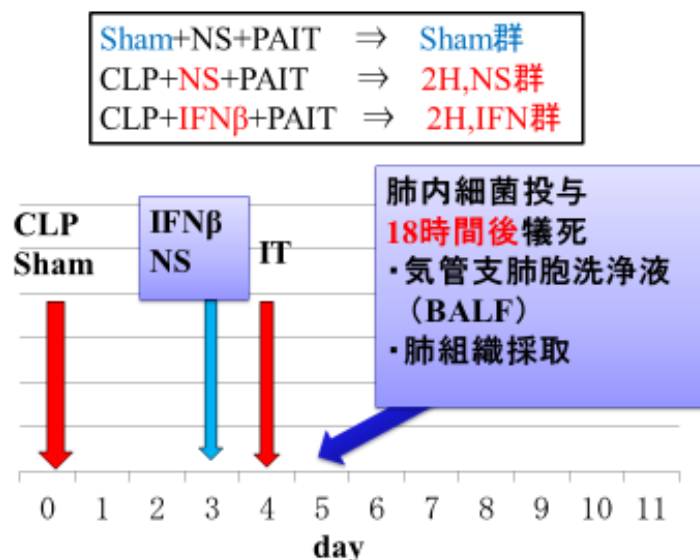 Sham+NS+PAIT ⇒ Sham群
CLP+NS+PAIT ⇒ 2H,NS群
CLP+IFNβ+PAIT ⇒ 2H,IFN群
CLP
Sham
IFNβ
NS
IT
肺内細菌投与
18時間後犠死
・気管支肺胞洗浄液
（BALF）
・肺組織採取
0 1 2 3 4 5 6 7 8 9 10 11
day